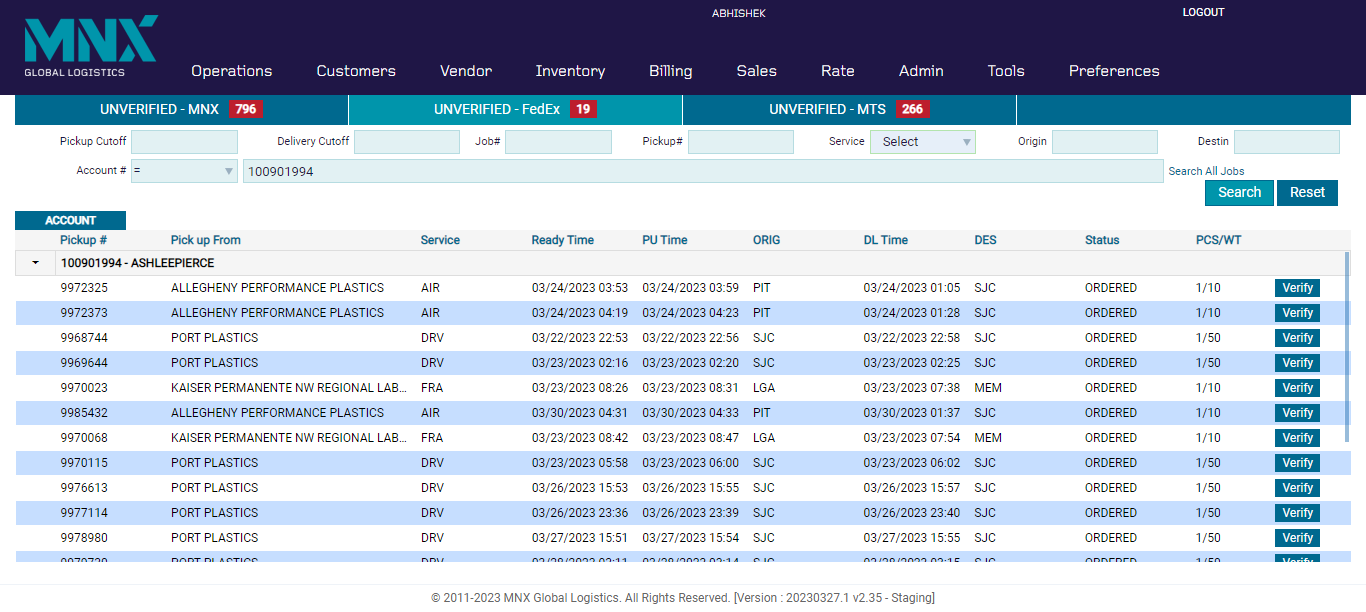 ABHISHEK LOGOUT
MNX
GLOBAL LOGISTICS
Operations Customers Vendor Inventory Billing Sales Rate Admin Tools Preferences
UNVERIFIED - MNX 796 UNVERIFIED - FedEx 19 UNVERIFIED - MTS 266
Pickup Cutoff Delivery Cutoff Job# Pickup# Service Select Origin Destin
Account # = 100901994 Search All Jobs
Search Reset
ACCOUNT
Pickup # Pick up From Service Ready Time PU Time ORIG DL Time DES Status PCS/WT
100901994 - ASHLEEPIERCE
9972325 ALLEGHENY PERFORMANCE PLASTICS AIR 03/24/2023 03:53 03/24/2023 03:59 PIT 03/24/2023 01:05 SJC ORDERED 1/10 Verify
9972373 ALLEGHENY PERFORMANCE PLASTICS AIR 03/24/2023 04:19 03/24/2023 04:23 PIT 03/24/2023 01:28 SJC ORDERED 1/10 Verify
9968744 PORT PLASTICS DRV 03/22/2023 22:53 03/22/2023 22:56 SJC 03/22/2023 22:58 SJC ORDERED 1/50 Verify
9969644 PORT PLASTICS DRV 03/23/2023 02:16 03/23/2023 02:20 SJC 03/23/2023 02:25 SJC ORDERED 1/50 Verify
9970023 KAISER PERMANENTE NW REGIONAL LAB... FRA 03/23/2023 08:26 03/23/2023 08:31 LGA 03/23/2023 07:38 MEM ORDERED 1/10 Verify
9985432 ALLEGHENY PERFORMANCE PLASTICS AIR 03/30/2023 04:31 03/30/2023 04:33 PIT 03/30/2023 01:37 SJC ORDERED 1/10 Verify
9970068 KAISER PERMANENTE NW REGIONAL LAB... FRA 03/23/2023 08:42 03/23/2023 08:47 LGA 03/23/2023 07:54 MEM ORDERED 1/10 Verify
9970115 PORT PLASTICS DRV 03/23/2023 05:58 03/23/2023 06:00 SJC 03/23/2023 06:02 SJC ORDERED 1/50 Verify
9976613 PORT PLASTICS DRV 03/26/2023 15:53 03/26/2023 15:55 SJC 03/26/2023 15:57 SJC ORDERED 1/50 Verify
9977114 PORT PLASTICS DRV 03/26/2023 23:36 03/26/2023 23:39 SJC 03/26/2023 23:40 SJC ORDERED 1/50 Verify
9978980 PORT PLASTICS DRV 03/27/2023 15:51 03/27/2023 15:54 SJC 03/27/2023 15:55 SJC ORDERED 1/50 Verify
PORT PLASTICS DRV SJC SJC ORDERED 1/50 Verify
© 2011-2023 MNX Global Logistics. All Rights Reserved. [Version : 20230327.1 v2.35 - Staging]